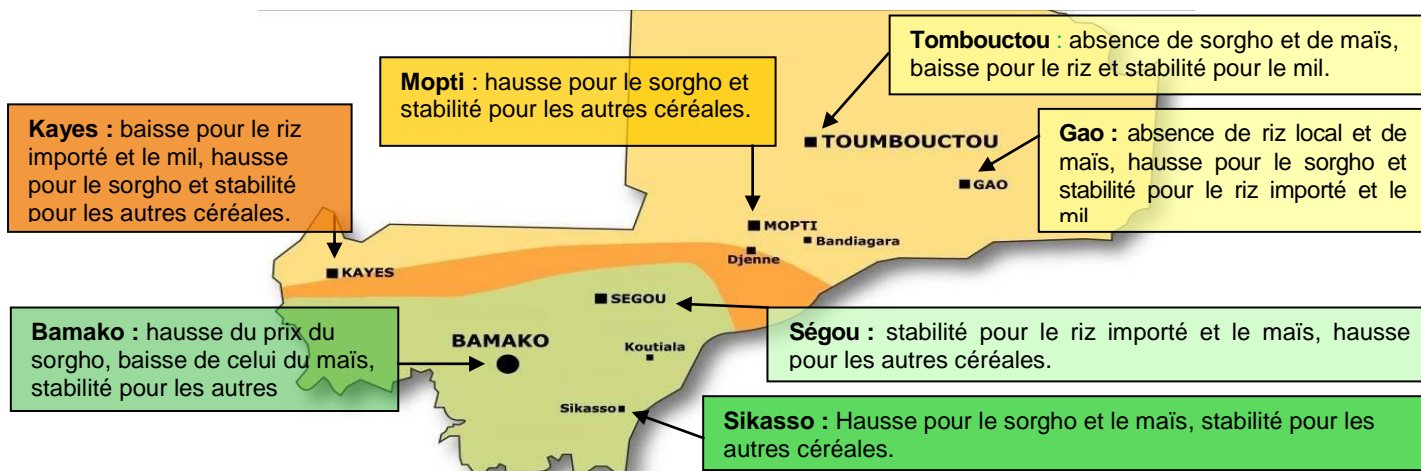 Tombouctou : absence de sorgho et de maïs,
baisse pour le riz et stabilité pour le mil.
Mopti : hausse pour le sorgho et
stabilité pour les autres céréales.
Kayes : baisse pour le riz
importé et le mil, hausse
pour le sorgho et stabilité
pour les autres céréales.
Gao : absence de riz local et de
maïs, hausse pour le sorgho et
stabilité pour le riz importé et le
mil
TOUMBOUCTOU
GAO
MOPTI
Bandiagara
Djenne
KAYES
SEGOU
BAMAKO
Koutiala
Sikasso
Bamako : hausse du prix du
sorgho, baisse de celui du maïs,
stabilité pour les autres
Ségou : stabilité pour le riz importé et le maïs, hausse
pour les autres céréales.
Sikasso : Hausse pour le sorgho et le maïs, stabilité pour les
autres céréales.